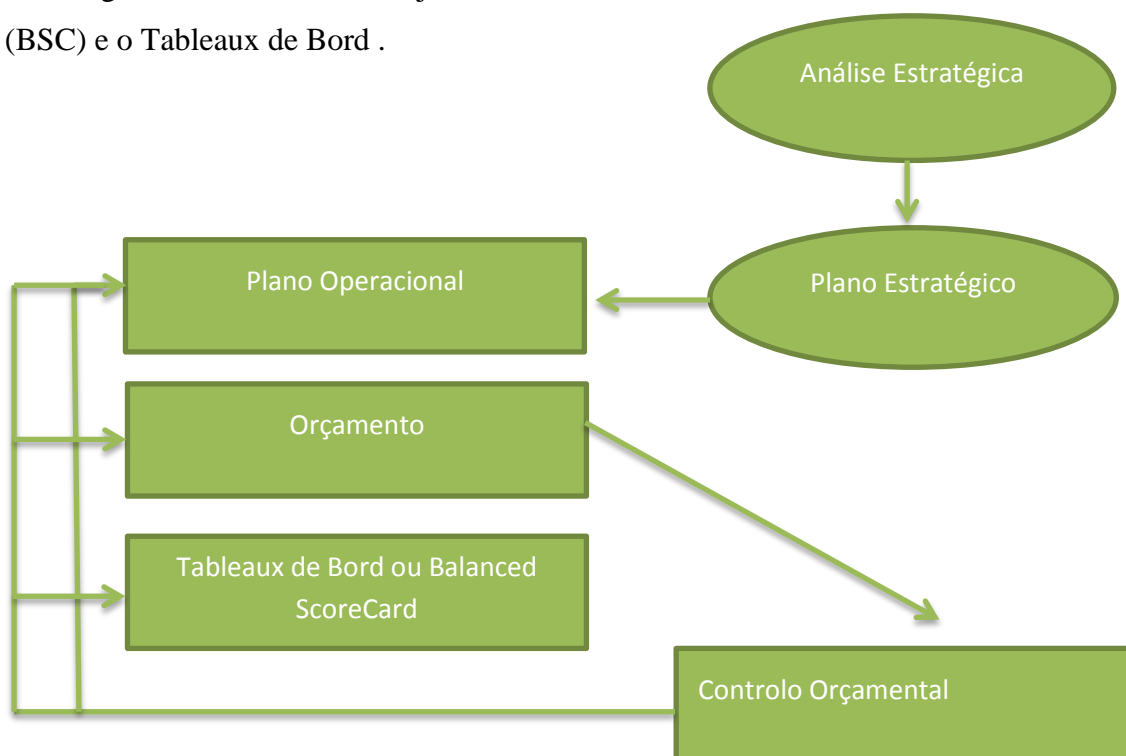 (BSC) e o Tableaux de Bord .
Análise Estratégica
Plano Operacional
Plano Estratégico
Orçamento
Tableaux de Bord ou Balanced
ScoreCard
Controlo Orçamental